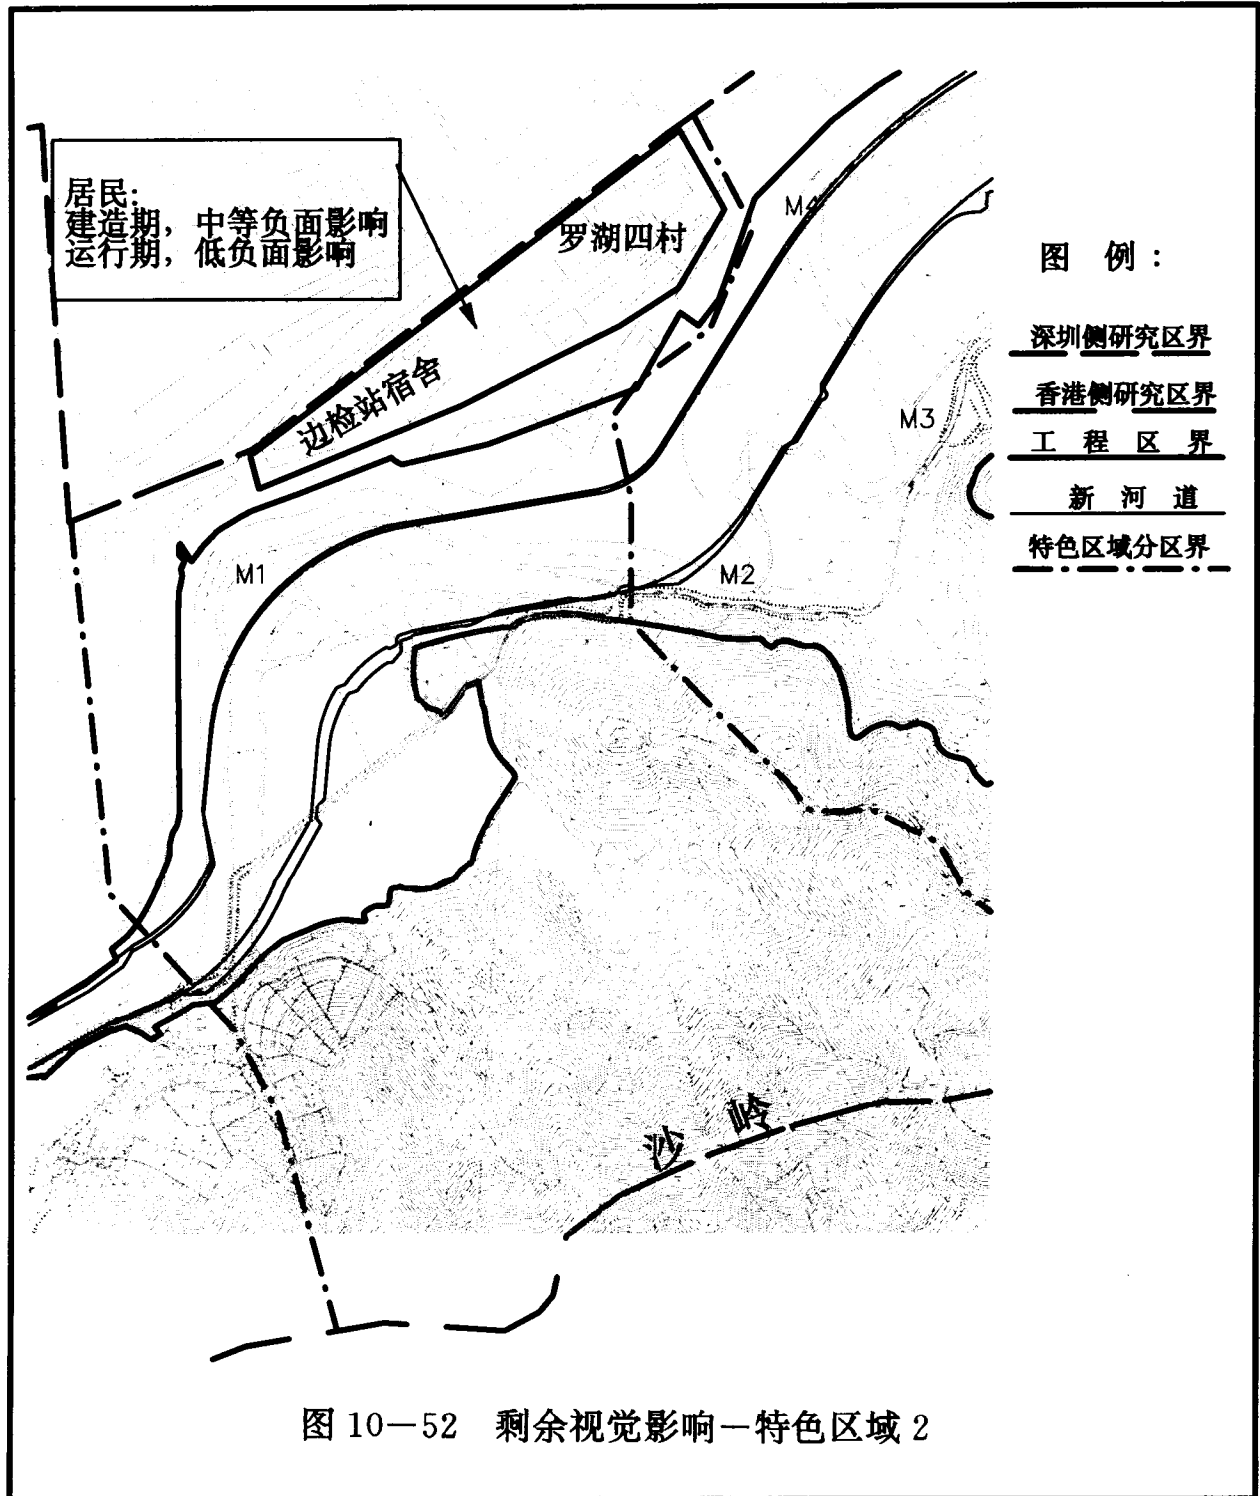 居民:
建造期，中等负面影响
运行期，低负面影响
罗湖四村
边检站宿舍
M4
M3
M1
M2
图 例：
深圳侧研究区界
香港侧研究区界
工 程 区 界
新 河 道
特色区域分区界
沙 岭
图 10—52 剩余视觉影响—特色区域 2